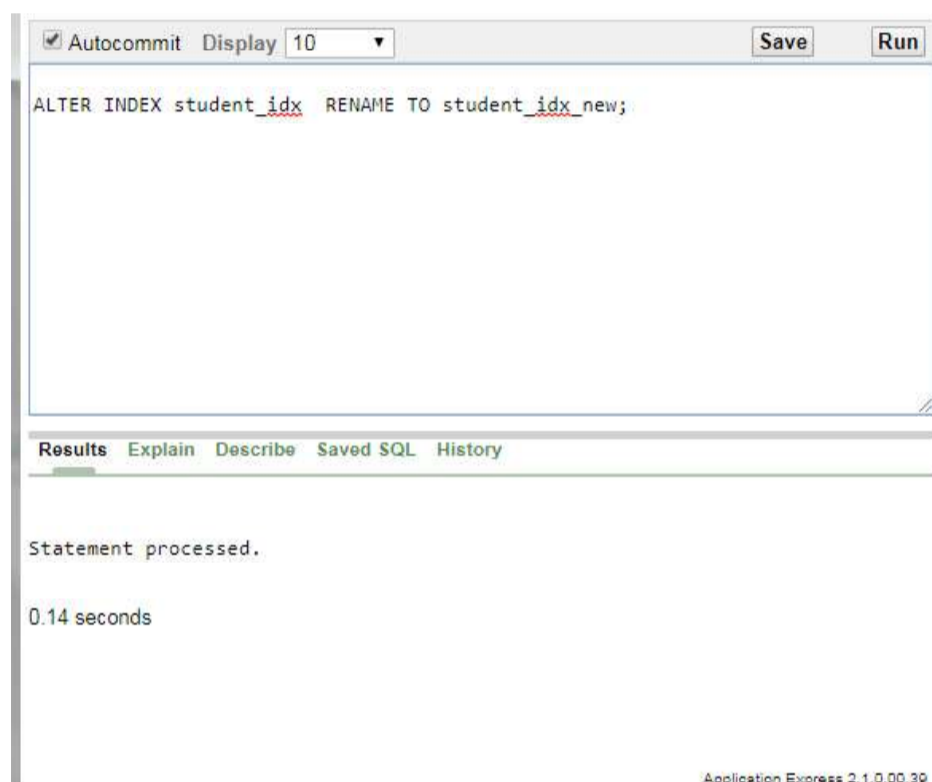 Autocommit Display 10 Save Run
ALTER INDEX student_idx RENAME TO student_idx_new;
Results Explain Describe Saved SQL History
Statement processed.
0.14 seconds
Application Express 2.1.0.00.39